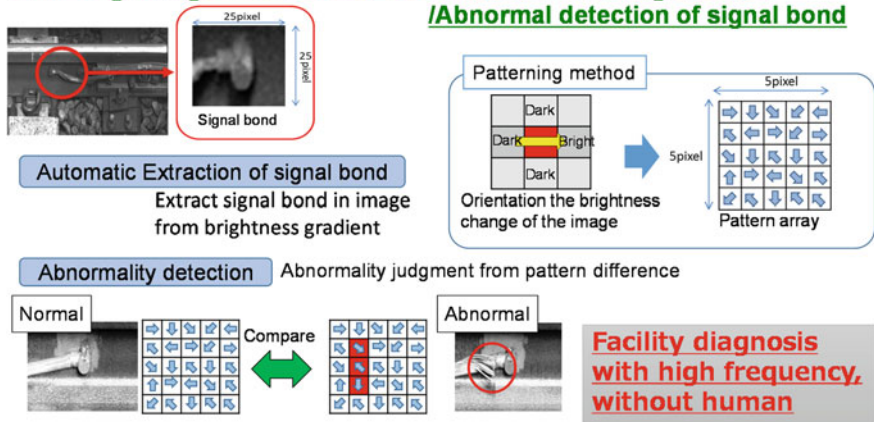 /Abnormal detection of signal bond
25pixel
25
pixel
Signal bond
Patterning method
Dark
Dark
Bright
Dark
Orientation the brightness
change of the image
5pixel
5pixel
Pattern array
Automatic Extraction of signal bond
Extract signal bond in image
from brightness gradient
Abnormality detection
Abnormality judgment from pattern difference
Normal
Compare
Abnormal
Facility diagnosis
with high frequency,
without human